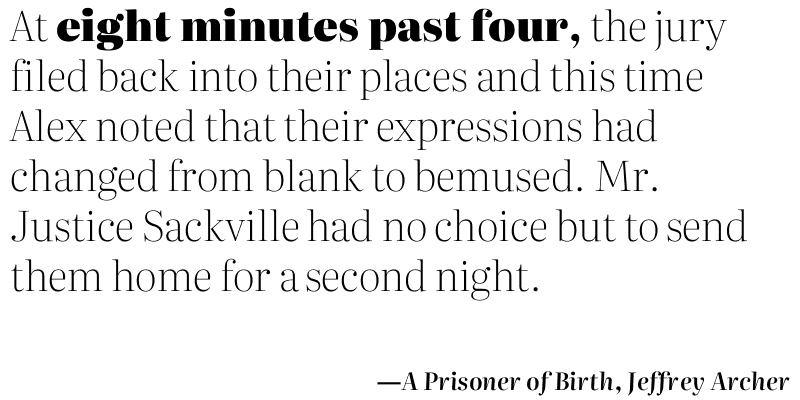 At eight minutes past four, the jury
filed back into their places and this time
Alex noted that their expressions had
changed from blank to bemused. Mr.
Justice Sackville had no choice but to send
them home for a second night.
—A Prisoner of Birth, Jeffrey Archer